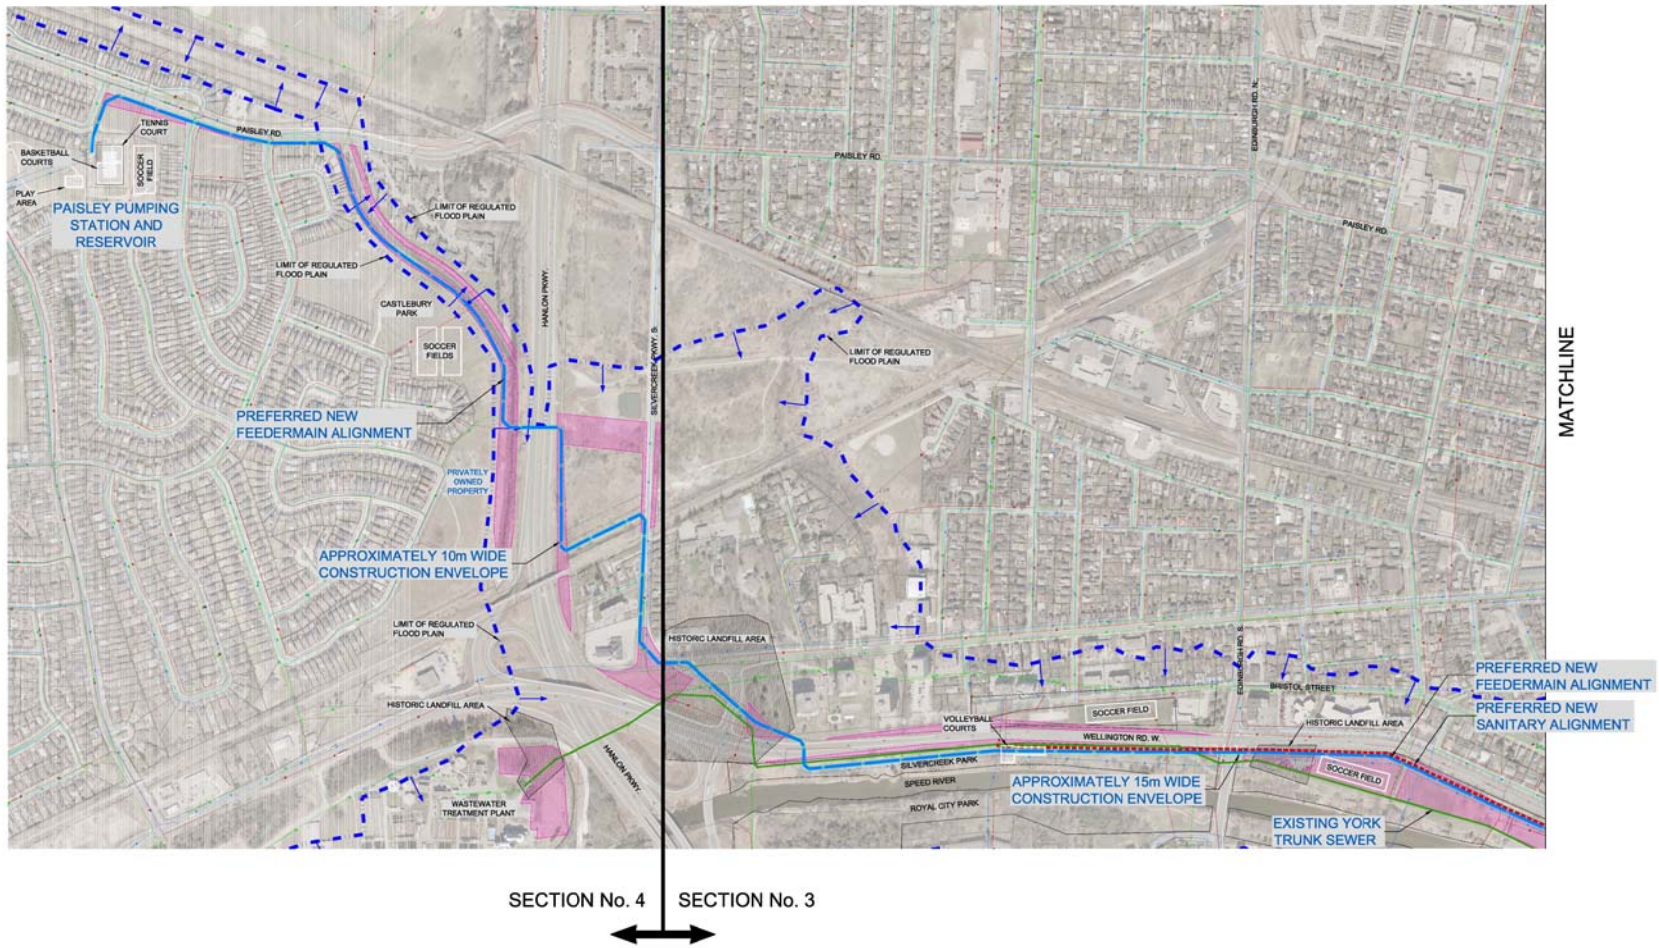 TENNIS
COURT
PAISLEY RD.
BASKETBALL
COURTS
SOCCER
FIELD
PLAY
AREA
PAISLEY PUMPING
STATION AND
RESERVOIR
LIMIT OF REGULATED
FLOOD PLAIN
LIMIT OF REGULATED
FLOOD PLAIN
CASTLEBURY
PARK
SOCCER
FIELDS
HANLON PKWY.
SILVERCREEK PKWY. S.
PREFERRED NEW
FEEDERMAIN ALIGNMENT
PRIVATELY
OWNED
PROPERTY
APPROXIMATELY 10m WIDE
CONSTRUCTION ENVELOPE
LIMIT OF REGULATED
FLOOD PLAIN
HISTORIC LANDFILL AREA
HANLON PKWY.
WASTEWATER
TREATMENT PLANT
PAISLEY RD.
EDINBURGH RD. N.
PAISLEY RD.
LIMIT OF REGULATED
FLOOD PLAIN
MATCHLINE
HISTORIC LANDFILL AREA
EDINBURGH RD. S.
BRISTOL STREET
PREFERRED NEW
FEEDERMAIN ALIGNMENT
PREFERRED NEW
SANITARY ALIGNMENT
VOLLEYBALL
COURTS
SOCCER FIELD
HISTORIC LANDFILL AREA
WELLINGTON RD. W.
SILVERCREEK PARK
SPEED RIVER
ROYAL CITY PARK
APPROXIMATELY 15m WIDE
CONSTRUCTION ENVELOPE
SOCCER FIELD
EXISTING YORK
TRUNK SEWER
SECTION No. 4
SECTION No. 3